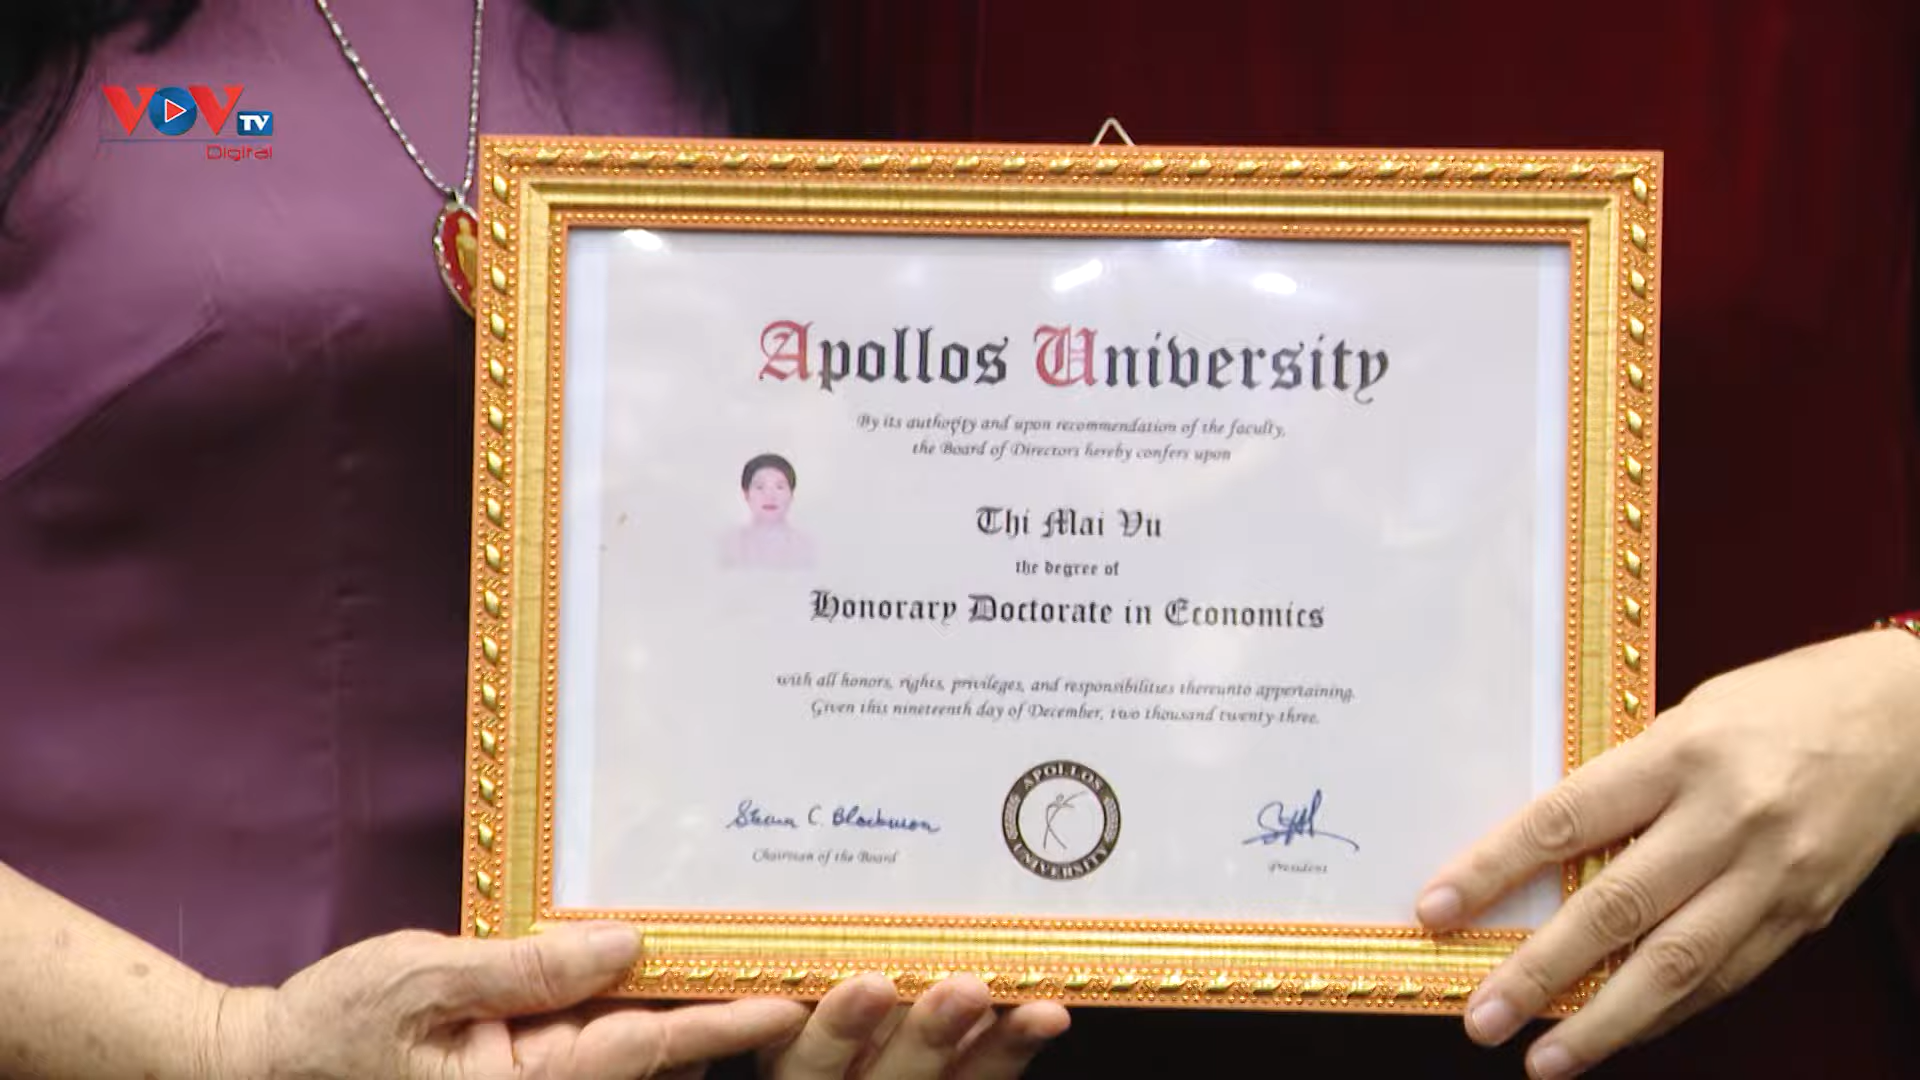 VOV TV
Digital
Apollos University
By its authority and upon recommendation of the faculty,
the Board of Directors hereby confers upon
Thi Mai Vu
the degree of
Honorary Doctorate in Economics
with all honors, rights, privileges, and responsibilities thereunto appertaining.
Given this nineteenth day of December, two thousand twenty-three.
APOLLOS
UNIVERSITY
Chairman of the Board
President